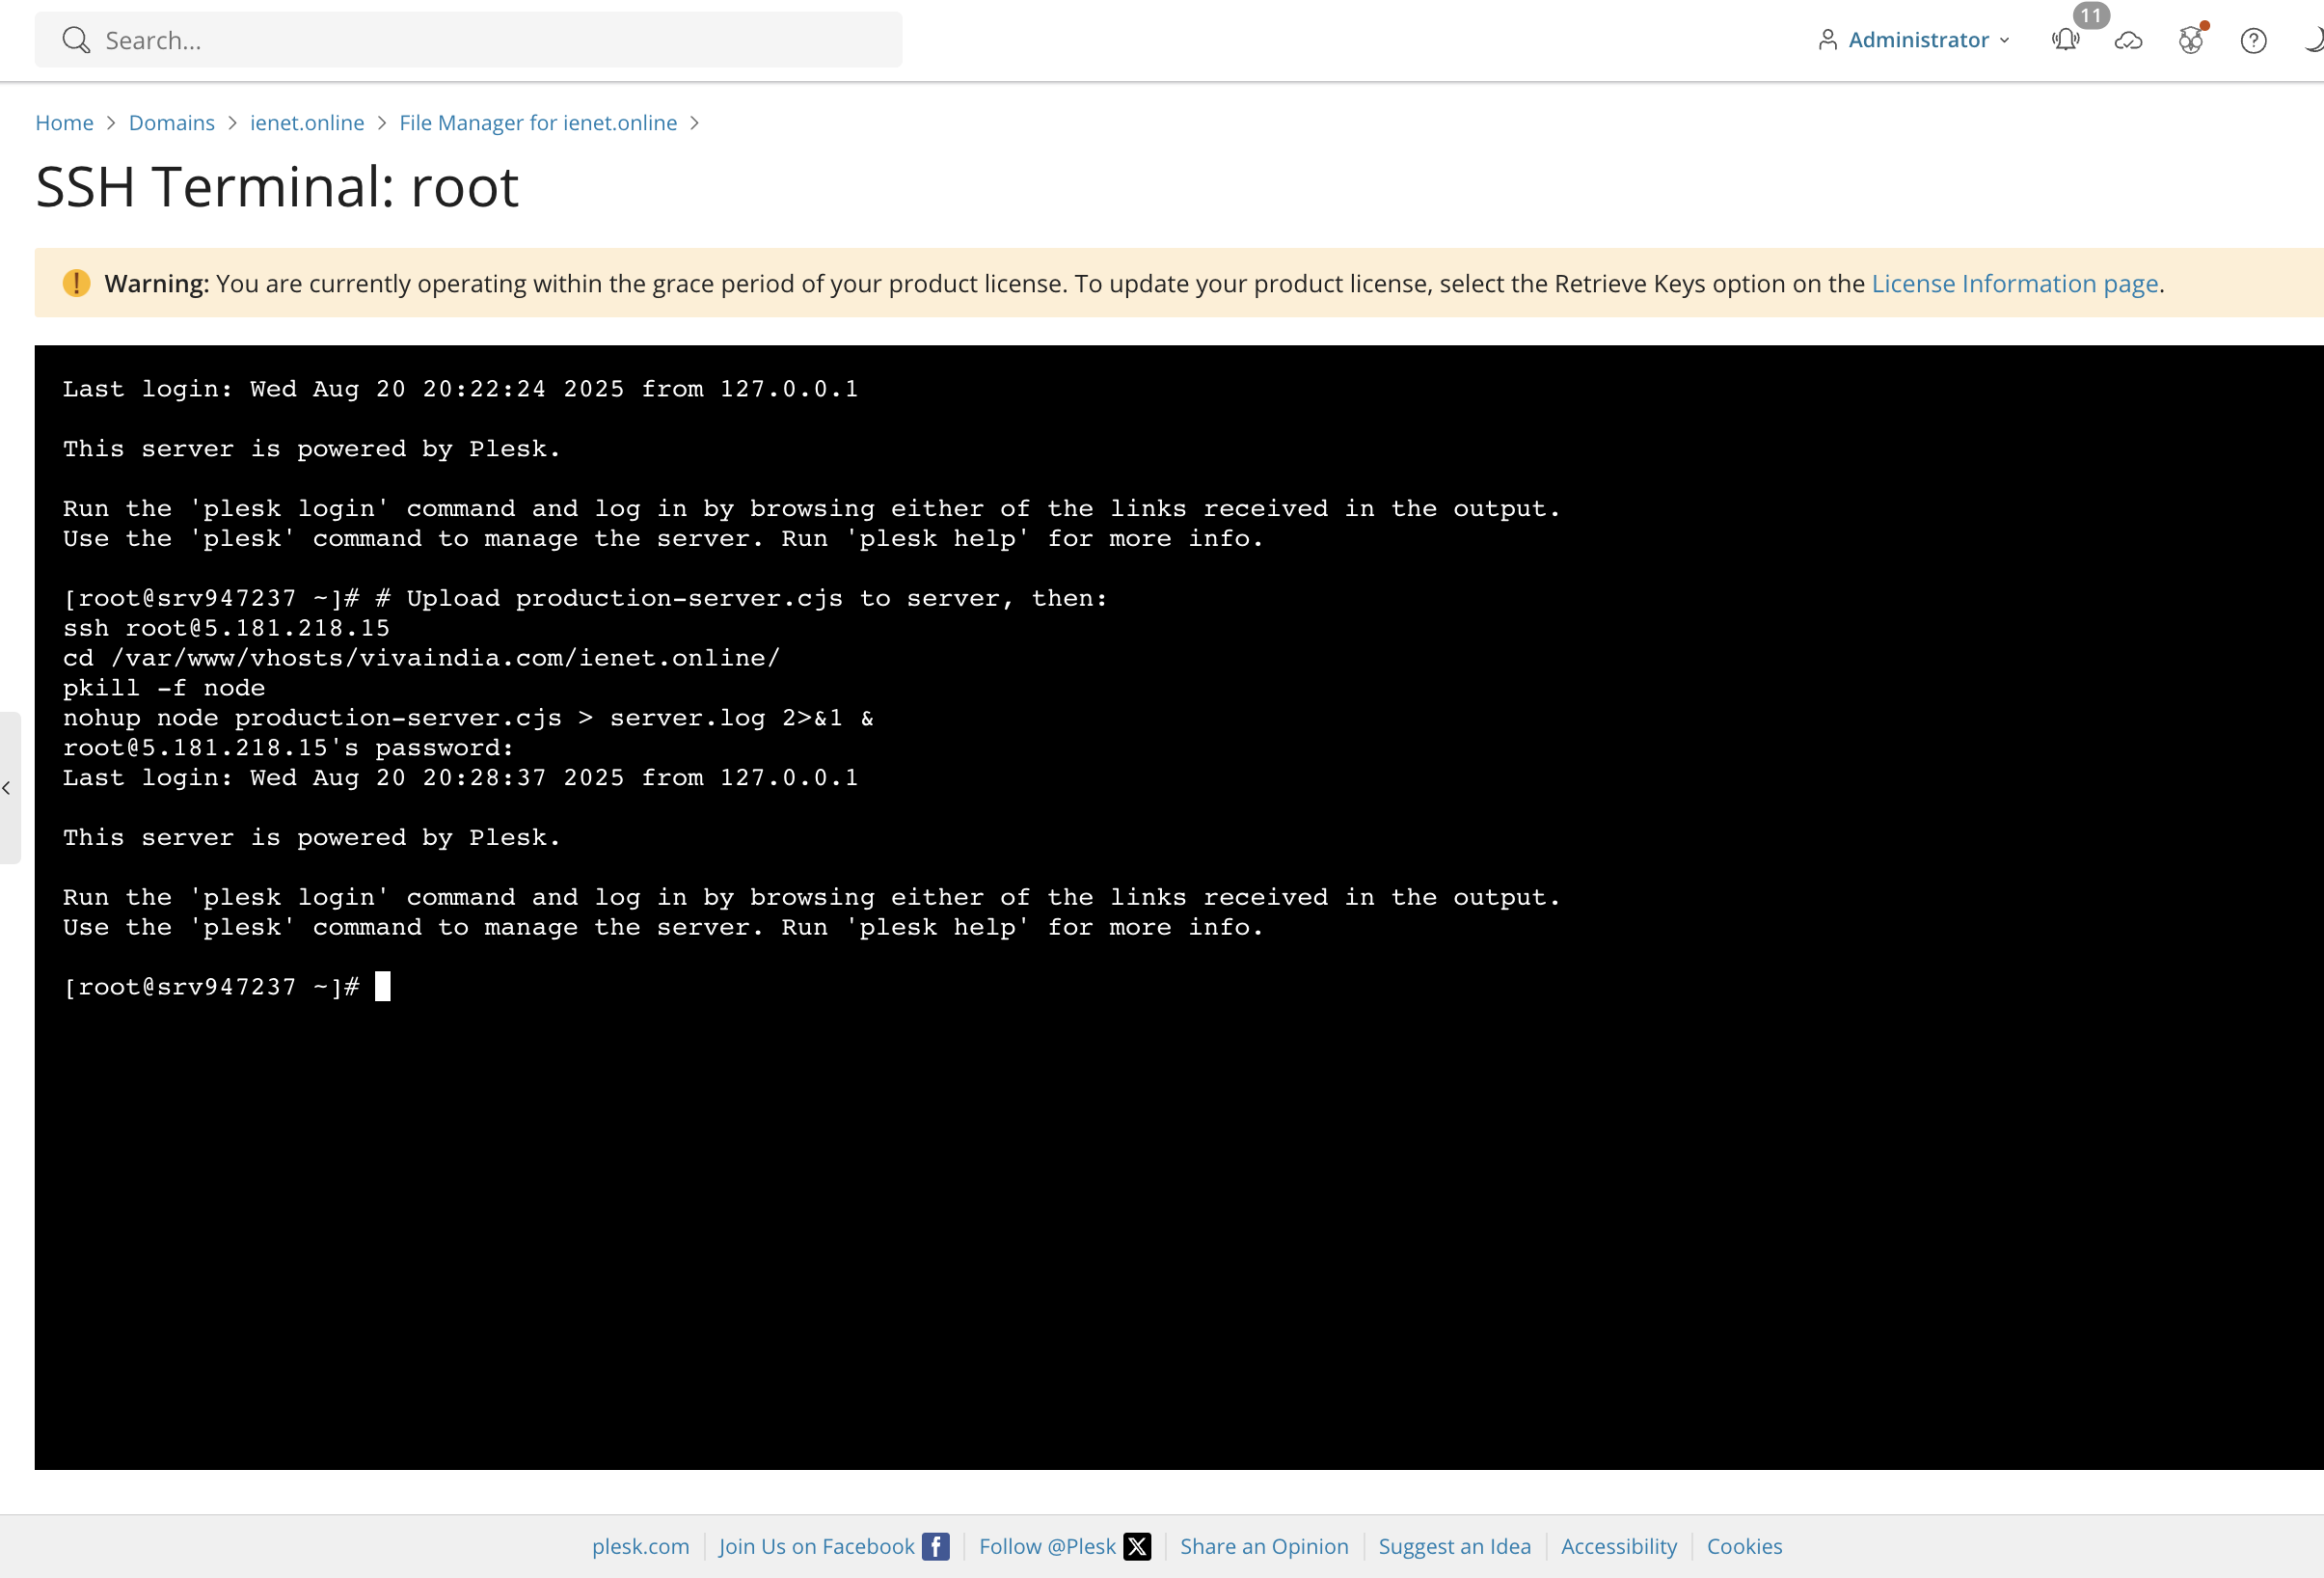 Search...
Administrator
11
Home > Domains > ienet.online > File Manager for ienet.online >
SSH Terminal: root
Warning: You are currently operating within the grace period of your product license. To update your product license, select the Retrieve Keys option on the License Information page.
Last login: Wed Aug 20 20:22:24 2025 from 127.0.0.1
This server is powered by Plesk.
Run the 'plesk login' command and log in by browsing either of the links received in the output.
Use the 'plesk' command to manage the server. Run 'plesk help' for more info.
[root@srv947237 ~]# # Upload production-server.cjs to server, then:
ssh root@5.181.218.15
cd /var/www/vhosts/vivaindia.com/ienet.online/
pkill -f node
nohup node production-server.cjs > server.log 2>&1 &
root@5.181.218.15's password:
Last login: Wed Aug 20 20:28:37 2025 from 127.0.0.1
This server is powered by Plesk.
Run the 'plesk login' command and log in by browsing either of the links received in the output.
Use the 'plesk' command to manage the server. Run 'plesk help' for more info.
[root@srv947237 ~]#
plesk.com Join Us on Facebook Follow @Plesk Share an Opinion Suggest an Idea Accessibility Cookies